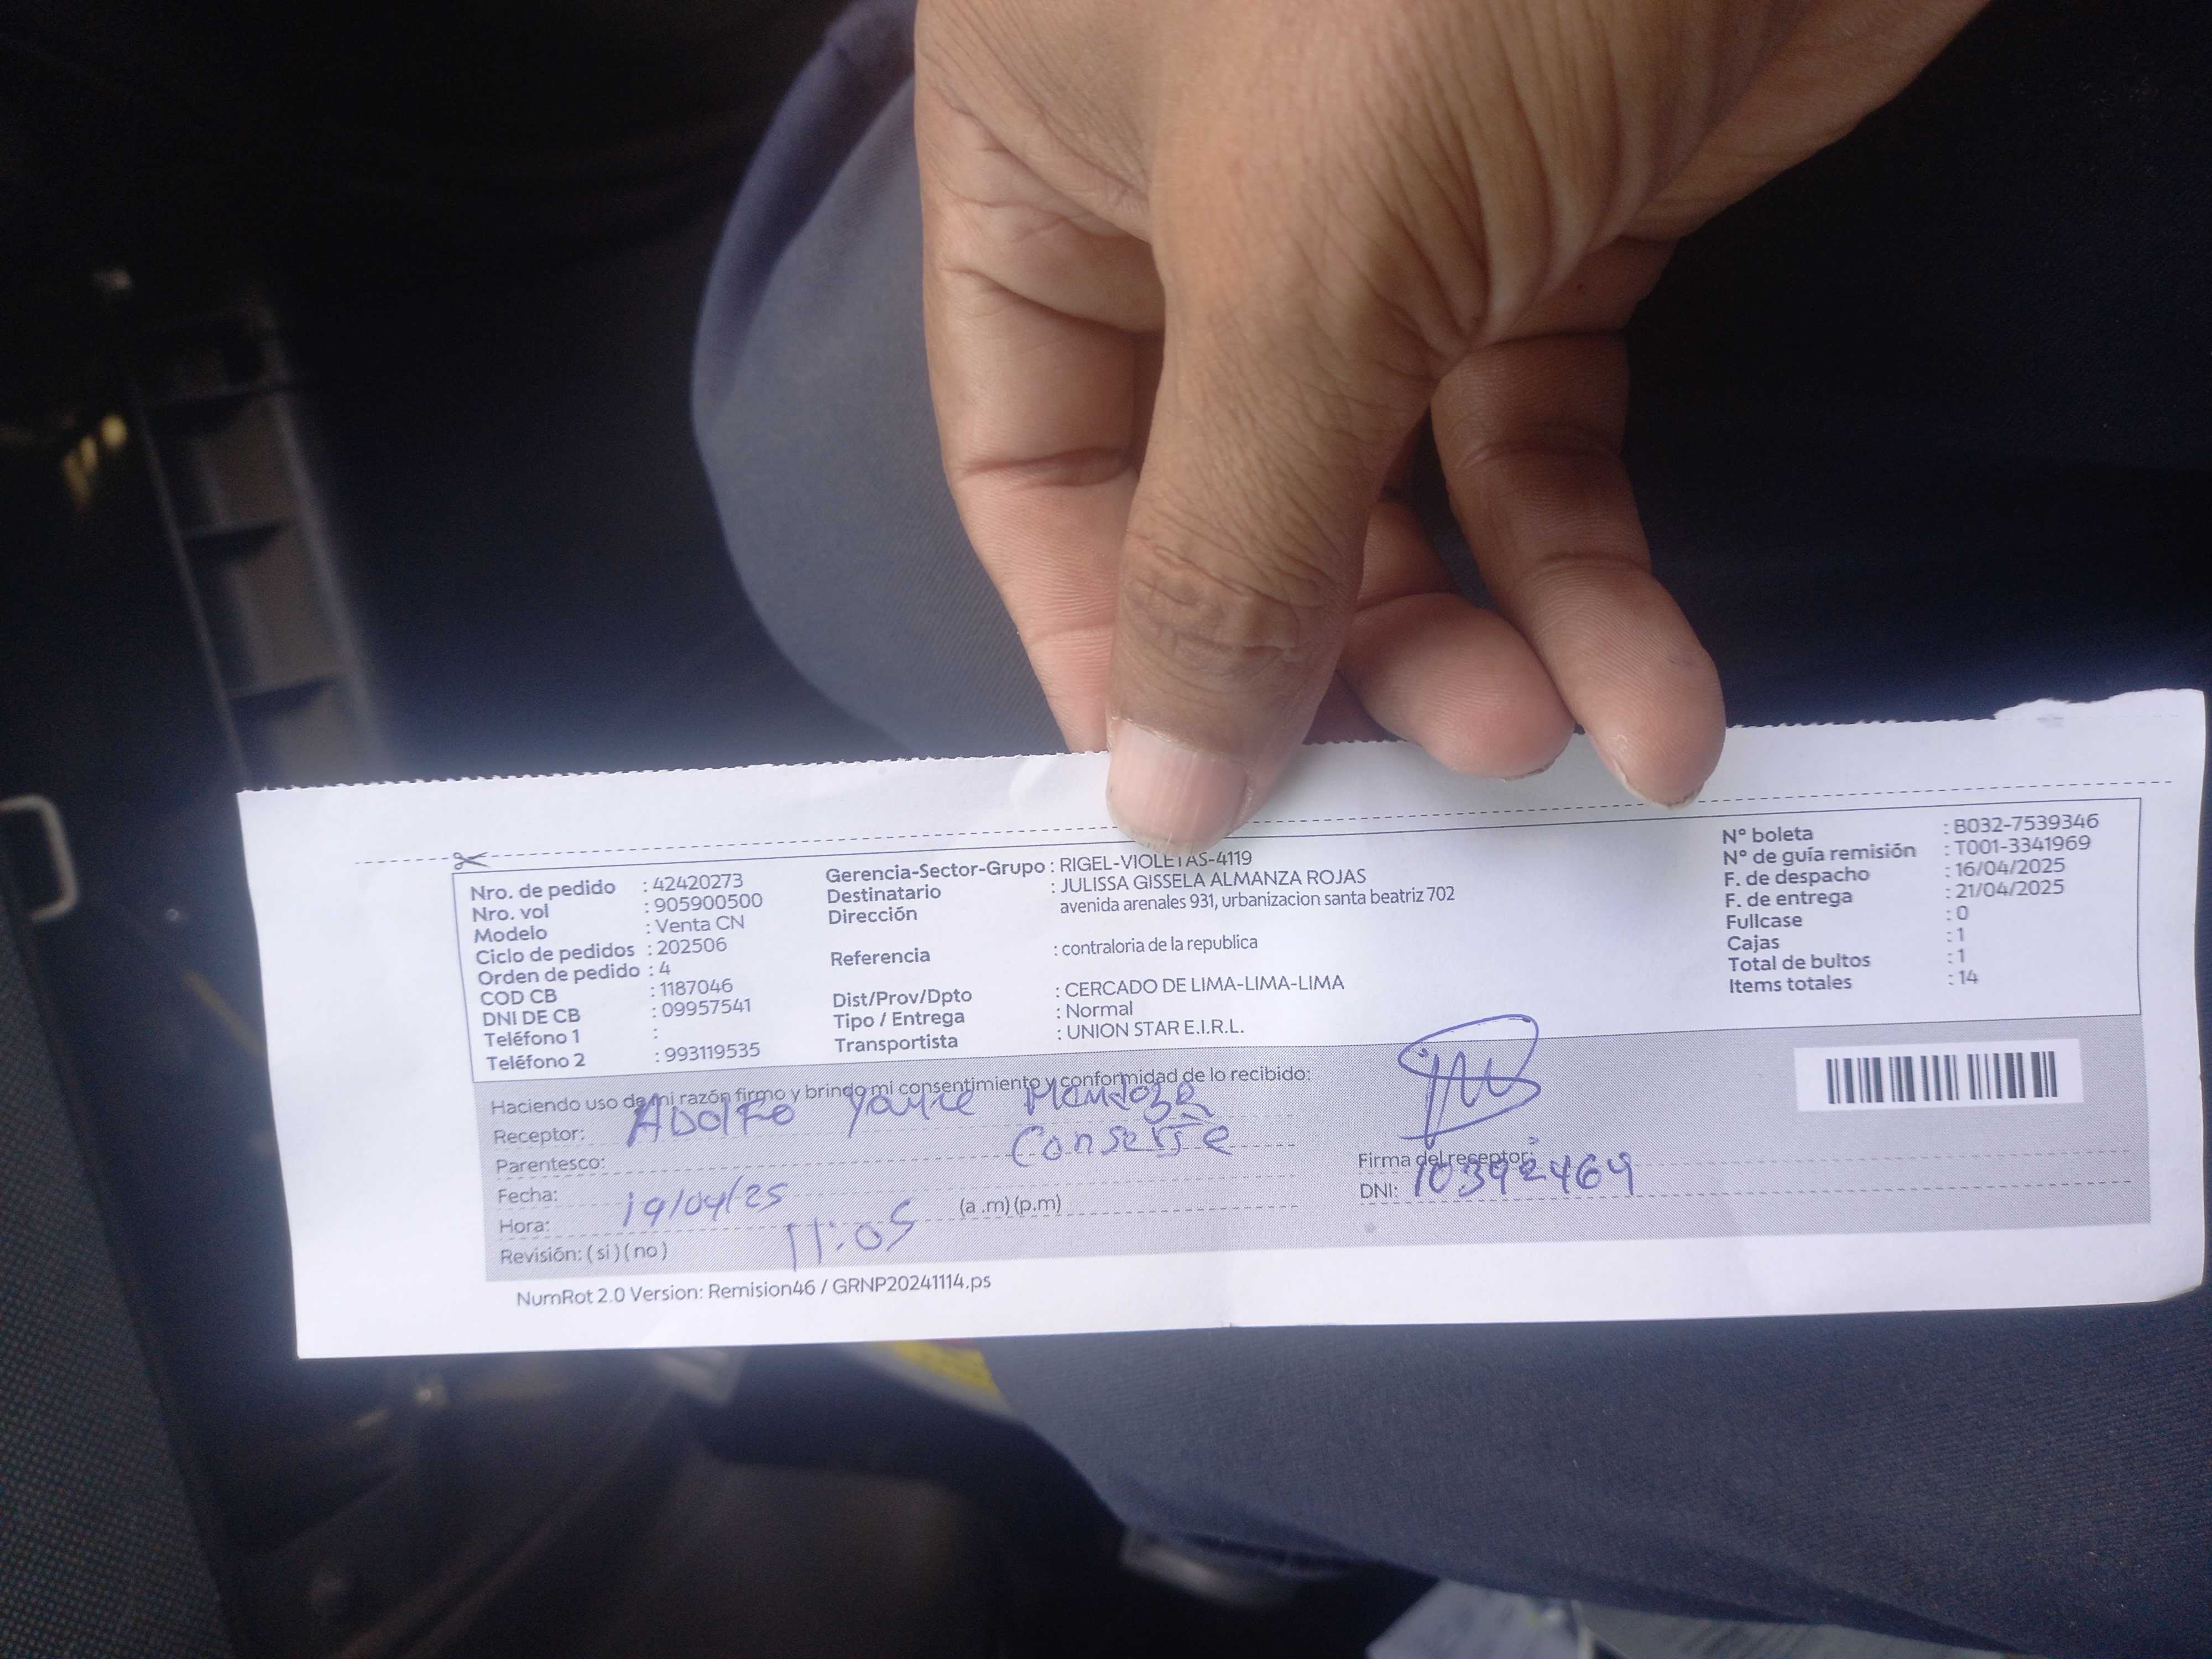 Nro. de pedido : 42420273
Nro. vol : 905900500
Modelo : Venta CN
Ciclo de pedidos : 202506
Orden de pedido : 4
COD CB : 1187046
DNI DE CB : 09957541
Teléfono 1 :
Teléfono 2 : 993119535
Gerencia-Sector-Grupo : RIGEL-VIOLETAS-4119
Destinatario : JULISSA GISSELA ALMANZA ROJAS
Dirección avenida arenales 931, urbanizacion santa beatriz 702
Referencia : contraloria de la republica
Dist/Prov/Dpto : CERCADO DE LIMA-LIMA-LIMA
Tipo / Entrega : Normal
Transportista : UNION STAR E.I.R.L.
N° boleta : B032-7539346
N° de guía remisión : T001-3341969
F. de despacho : 16/04/2025
F. de entrega : 21/04/2025
Fullcase : 0
Cajas : 1
Total de bultos : 1
Items totales : 14
Haciendo uso de mi razón firmo y brindo mi consentimiento y conformidad de lo recibido:
Receptor: Adolfo Mendoza
Parentesco: Conserje
Fecha: 19/04/25
Hora: 11:05 (a .m) (p.m)
Revisión: ( si ) ( no )
Firma del receptor:
DNI: 10392469
NumRot 2.0 Version: Remision46 / GRNP20241114.ps